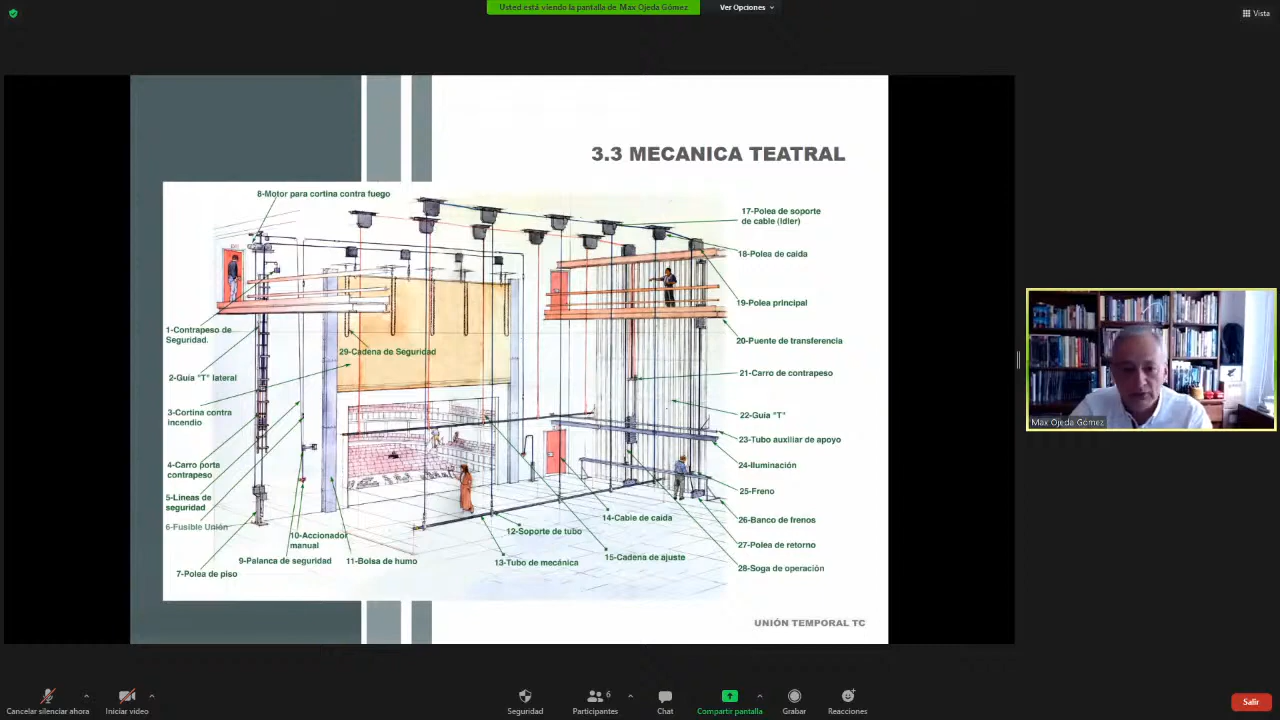 Usted está viendo la pantalla de Max Ojeda Gómez
Ver Opciones
Vista
3.3 MECANICA TEATRAL
8-Motor para cortina contra fuego
17-Polea de soporte
de cable (Idler)
18-Polea de caida
19-Polea principal
1-Contrapeso de
Seguridad.
29-Cadena de Seguridad
20-Puente de transferencia
2-Guia "T" lateral
21-Carro de contrapeso
3-Cortina contra
incendio
22-Guia "T"
23-Tubo auxiliar de apoyo
4-Carro porta
contrapeso
24-Iluminación
5-Lineas de
seguridad
25-Freno
6-Fusible Unión
14-Cable de caida
26-Banco de frenos
10-Accionador
manual
12-Soporte de tubo
27-Polea de retorno
9-Palanca de seguridad
11-Bolsa de humo
13-Tubo de mecánica
15-Cadena de ajuste
7-Polea de piso
28-Soga de operación
UNIÓN TEMPORAL TC
Max Ojeda Gómez
Cancelar silenciar ahora
Iniciar video
Seguridad
6
Participantes
Chat
Compartir pantalla
Grabar
Reacciones
Salir